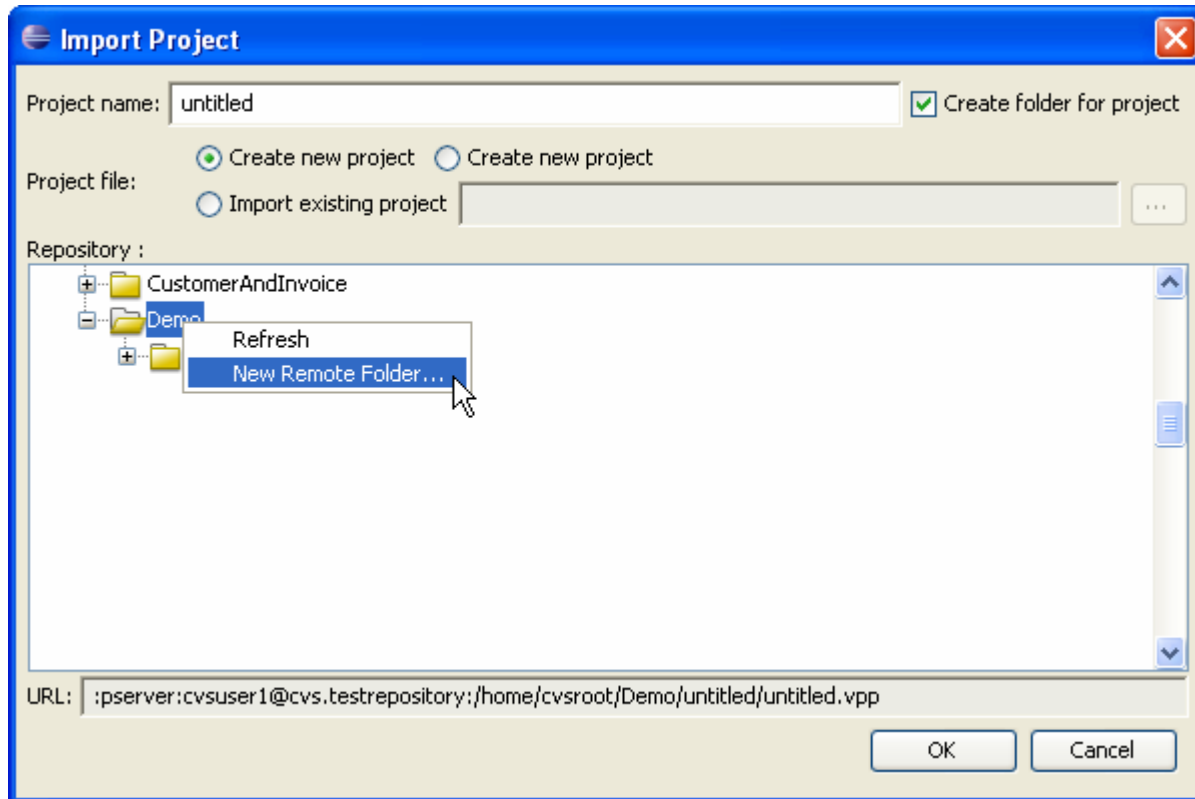 Import Project
Project name: untitled Create folder for project
Create new project Create new project
Project file:
Import existing project ...
Repository :
CustomerAndInvoice
Demo
Refresh
New Remote Folder...
URL: :pserver:cvsuser1@cvs.testrepository:/home/cvsroot/Demo/untitled/untitled.vpp
OK Cancel